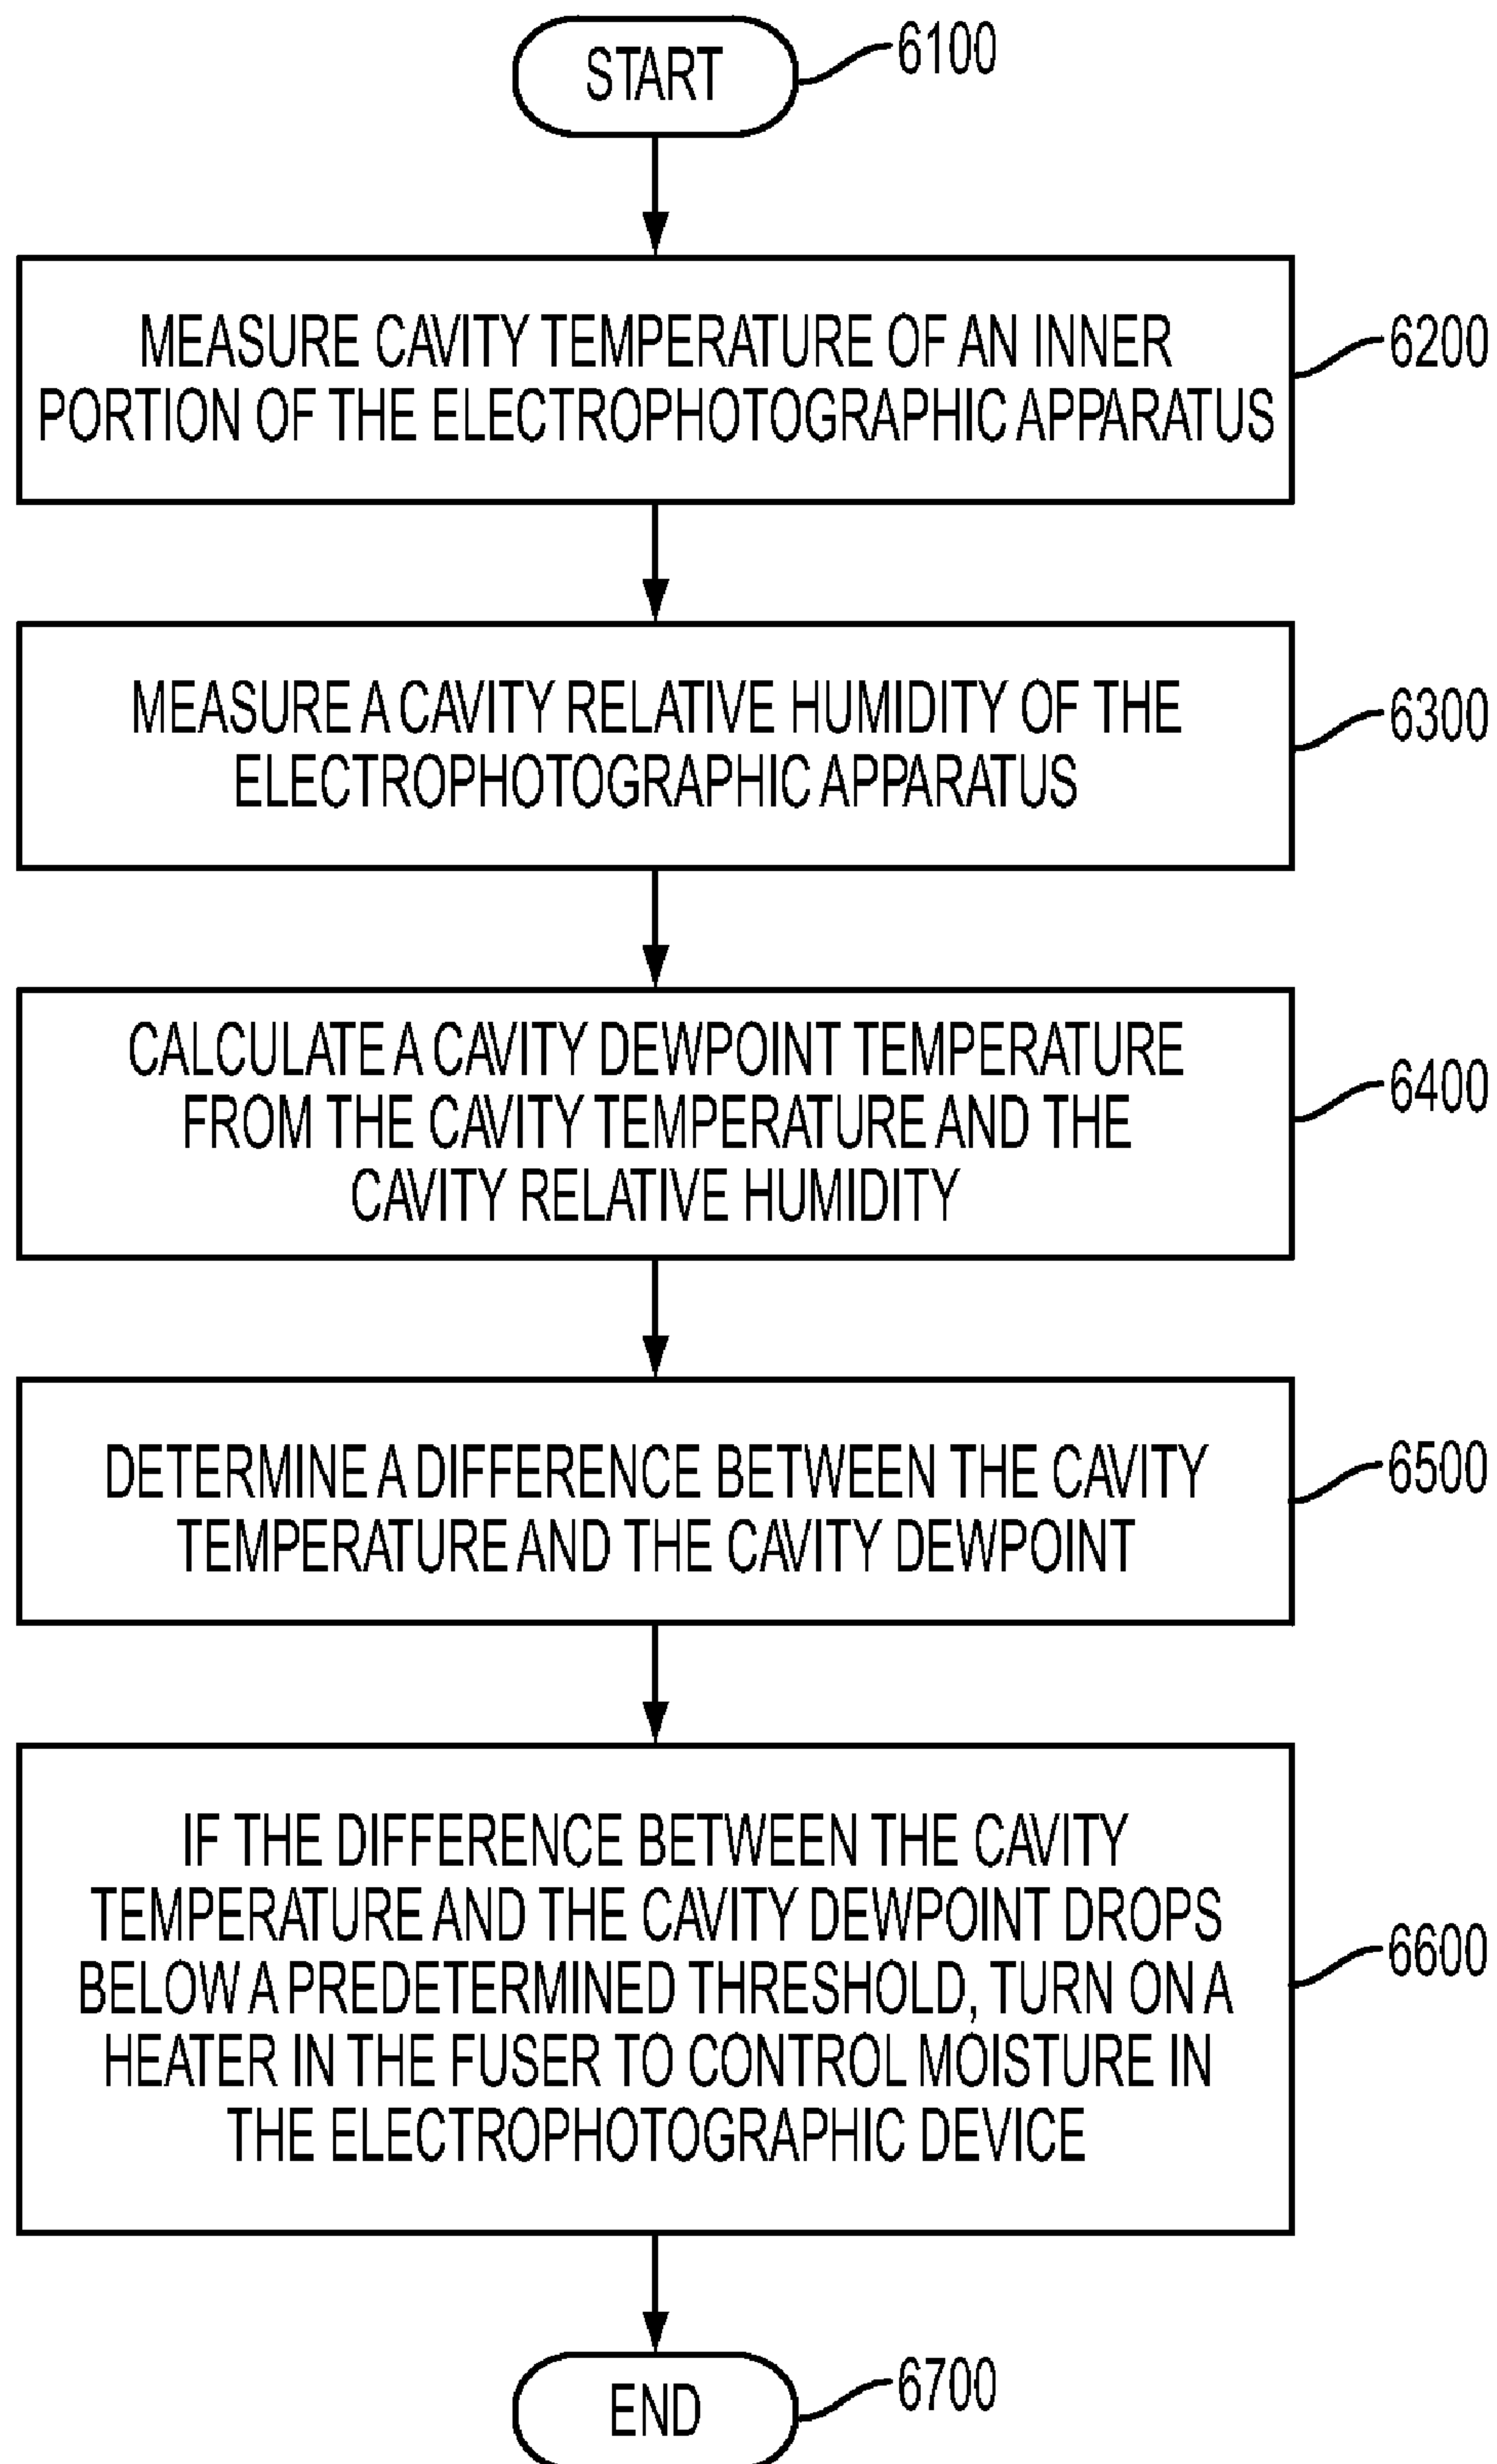 START
6100
MEASURE CAVITY TEMPERATURE OF AN INNER
PORTION OF THE ELECTROPHOTOGRAPHIC APPARATUS
6200
MEASURE A CAVITY RELATIVE HUMIDITY OF THE
ELECTROPHOTOGRAPHIC APPARATUS
6300
CALCULATE A CAVITY DEWPOINT TEMPERATURE
FROM THE CAVITY TEMPERATURE AND THE
CAVITY RELATIVE HUMIDITY
6400
DETERMINE A DIFFERENCE BETWEEN THE CAVITY
TEMPERATURE AND THE CAVITY DEWPOINT
6500
IF THE DIFFERENCE BETWEEN THE CAVITY
TEMPERATURE AND THE CAVITY DEWPOINT DROPS
BELOW A PREDETERMINED THRESHOLD, TURN ON A
HEATER IN THE FUSER TO CONTROL MOISTURE IN
THE ELECTROPHOTOGRAPHIC DEVICE
6600
END
6700